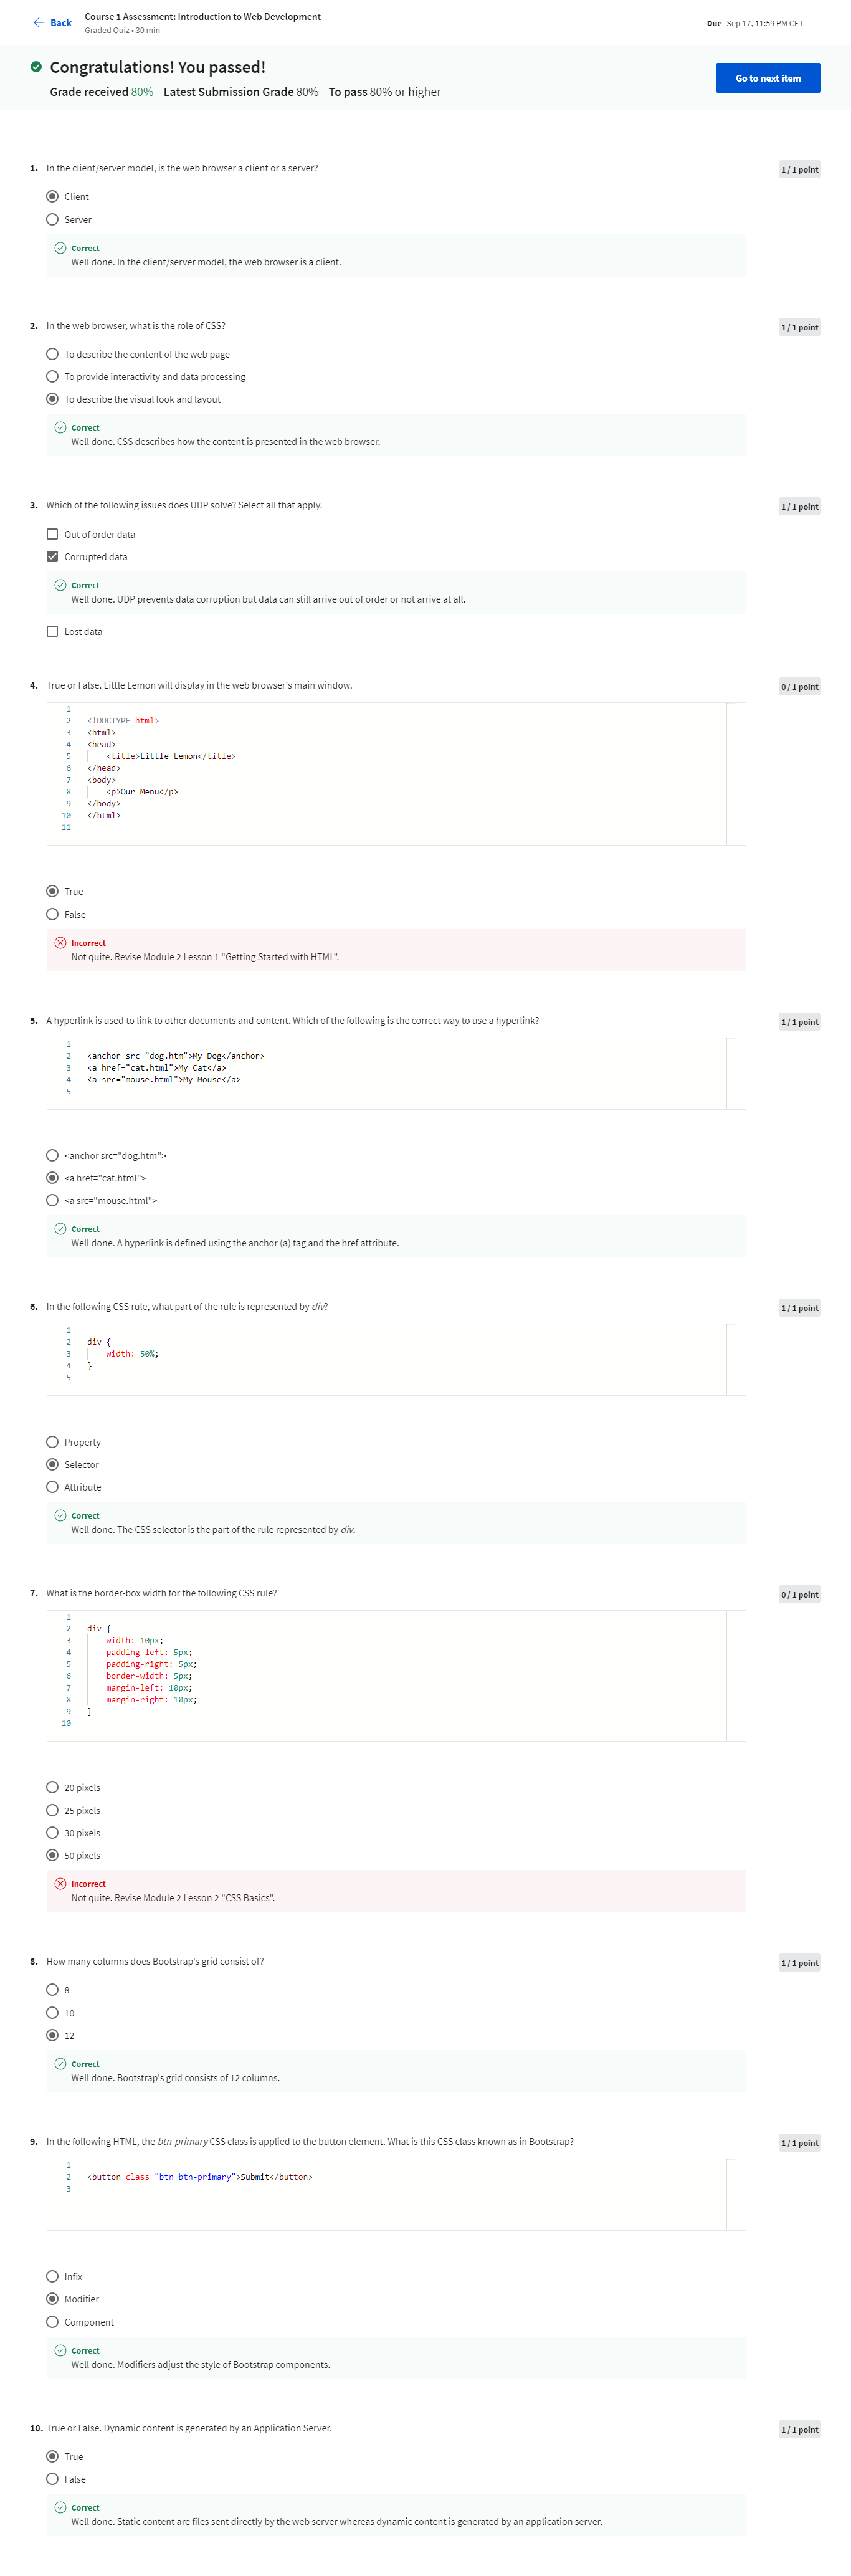 Back
Course 1 Assessment: Introduction to Web Development
Graded Quiz • 30 min
Due Sep 17, 11:59 PM CET
Congratulations! You passed!
Grade received 80% Latest Submission Grade 80% To pass 80% or higher
Go to next item
1. In the client/server model, is the web browser a client or a server?
1 / 1 point
Client
Server
Correct
Well done. In the client/server model, the web browser is a client.
2. In the web browser, what is the role of CSS?
1 / 1 point
To describe the content of the web page
To provide interactivity and data processing
To describe the visual look and layout
Correct
Well done. CSS describes how the content is presented in the web browser.
3. Which of the following issues does UDP solve? Select all that apply.
1 / 1 point
Out of order data
Corrupted data
Correct
Well done. UDP prevents data corruption but data can still arrive out of order or not arrive at all.
Lost data
4. True or False. Little Lemon will display in the web browser's main window.
0 / 1 point
1
2 <!DOCTYPE html>
3 <html>
4 <head>
5 <title>Little Lemon</title>
6 </head>
7 <body>
8 <p>Our Menu</p>
9 </body>
10 </html>
11
True
False
Incorrect
Not quite. Revise Module 2 Lesson 1 "Getting Started with HTML".
5. A hyperlink is used to link to other documents and content. Which of the following is the correct way to use a hyperlink?
1 / 1 point
1
2 <anchor src="dog.htm">My Dog</anchor>
3 <a href="cat.html">My Cat</a>
4 <a src="mouse.html">My Mouse</a>
5
<anchor src="dog.htm">
<a href="cat.html">
<a src="mouse.html">
Correct
Well done. A hyperlink is defined using the anchor (a) tag and the href attribute.
6. In the following CSS rule, what part of the rule is represented by div?
1 / 1 point
1
2 div {
3 width: 50%;
4 }
5
Property
Selector
Attribute
Correct
Well done. The CSS selector is the part of the rule represented by div.
7. What is the border-box width for the following CSS rule?
0 / 1 point
1
2 div {
3 width: 10px;
4 padding-left: 5px;
5 padding-right: 5px;
6 border-width: 5px;
7 margin-left: 10px;
8 margin-right: 10px;
9 }
10
20 pixels
25 pixels
30 pixels
50 pixels
Incorrect
Not quite. Revise Module 2 Lesson 2 "CSS Basics".
8. How many columns does Bootstrap's grid consist of?
1 / 1 point
8
10
12
Correct
Well done. Bootstrap's grid consists of 12 columns.
9. In the following HTML, the btn-primary CSS class is applied to the button element. What is this CSS class known as in Bootstrap?
1 / 1 point
1
2 <button class="btn btn-primary">Submit</button>
3
Infix
Modifier
Component
Correct
Well done. Modifiers adjust the style of Bootstrap components.
10. True or False. Dynamic content is generated by an Application Server.
1 / 1 point
True
False
Correct
Well done. Static content are files sent directly by the web server whereas dynamic content is generated by an application server.